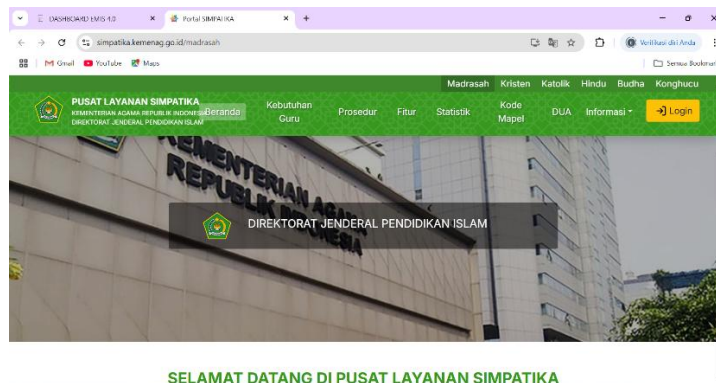 DASHBOARD EMIS 4.0
Portal SIMPATIKA
simpatika.kemenag.go.id/madrasah
Verifikasi diri Anda
Gmail
YouTube
Maps
Semua Bookmark
Madrasah Kristen Katolik Hindu Budha Konghucu
PUSAT LAYANAN SIMPATIKA
KEMENTERIAN AGAMA REPUBLIK INDONESIA
DIREKTORAT JENDERAL PENDIDIKAN ISLAM
Beranda
Kebutuhan
Guru
Prosedur
Fitur
Statistik
Kode
Mapel
DUA
Informasi
Login
KEMENTERIAN AGAMA
REPUBLIK INDONESIA
DIREKTORAT JENDERAL PENDIDIKAN ISLAM
SELAMAT DATANG DI PUSAT LAYANAN SIMPATIKA